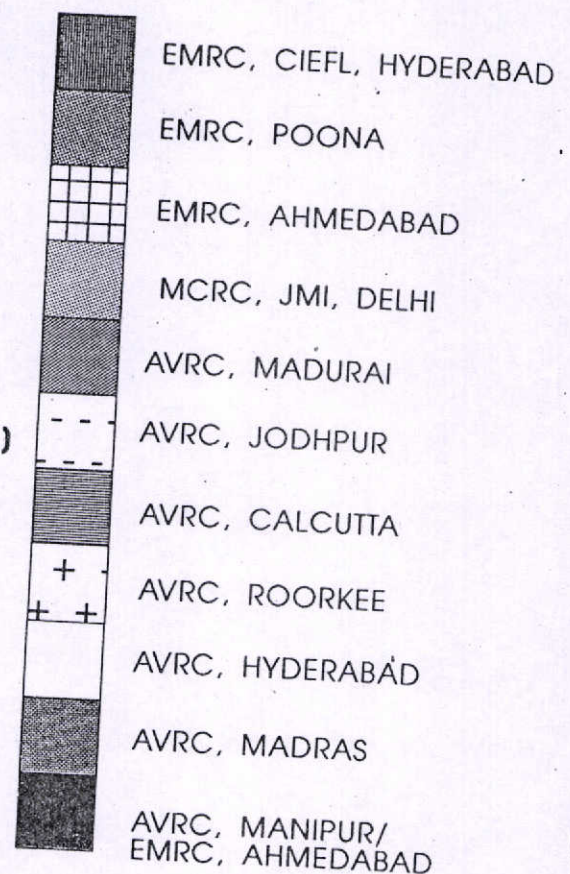 EMRC, CIEFL, HYDERABAD
EMRC, POONA
EMRC, AHMEDABAD
MCRC, JMI, DELHI
AVRC, MADURAI
AVRC, JODHPUR
AVRC, CALCUTTA
AVRC, ROORKEE
AVRC, HYDERABAD
AVRC, MADRAS
AVRC, MANIPUR/
EMRC, AHMEDABAD